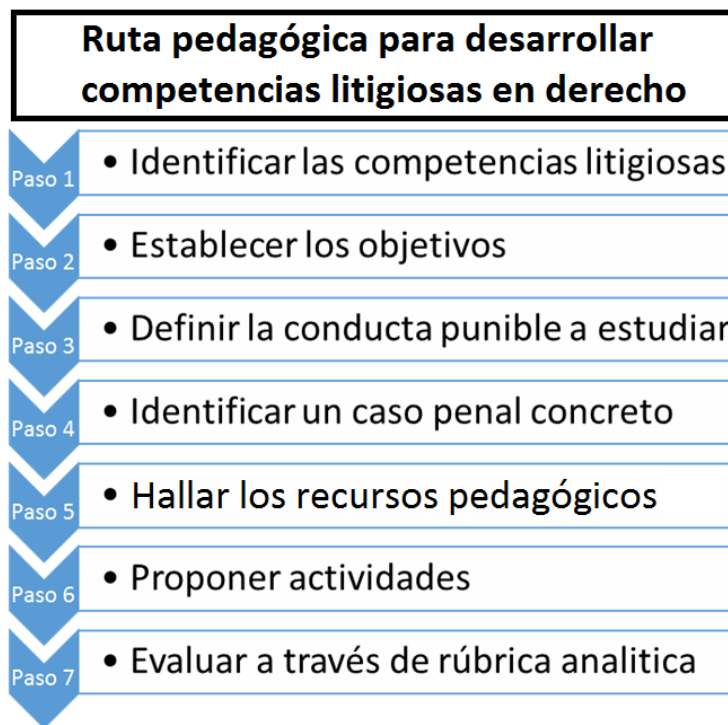 Ruta pedagógica para desarrollar
competencias litigiosas en derecho
Paso 1
• Identificar las competencias litigiosas
Paso 2
• Establecer los objetivos
Paso 3
• Definir la conducta punible a estudiar
Paso 4
• Identificar un caso penal concreto
Paso 5
• Hallar los recursos pedagógicos
Paso 6
• Proponer actividades
Paso 7
• Evaluar a través de rúbrica analitica